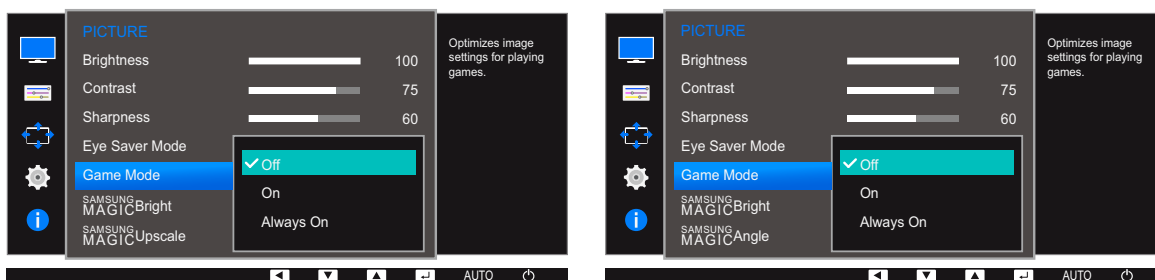 PICTURE
Brightness 100
Contrast 75
Sharpness 60
Eye Saver Mode
Game Mode
SAMSUNG
MAGICBright
SAMSUNG
MAGICUpscale
Off
On
Always On
Optimizes image
settings for playing
games.
AUTO
PICTURE
Brightness 100
Contrast 75
Sharpness 60
Eye Saver Mode
Game Mode
SAMSUNG
MAGICBright
SAMSUNG
MAGICAngle
Off
On
Always On
Optimizes image
settings for playing
games.
AUTO